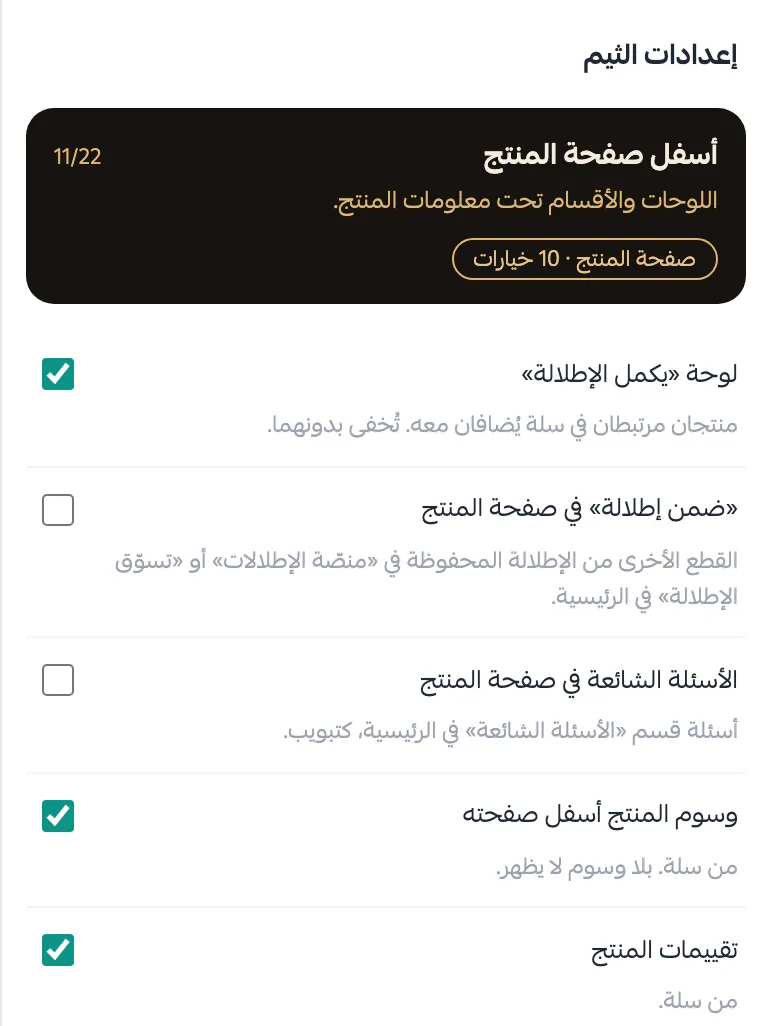 إعدادات الثيم
أسفل صفحة المنتج
11/22
اللوحات والأقسام تحت معلومات المنتج.
صفحة المنتج · 10 خيارات
لوحة «يكمل الإطلالة»
منتجان مرتبطان في سلة يُضافان معه. تُخفى بدونهما.
«ضمن إطلالة» في صفحة المنتج
القطع الأخرى من الإطلالة المحفوظة في «منصّة الإطلالات» أو «تسوّق
الإطلالة» في الرئيسية.
الأسئلة الشائعة في صفحة المنتج
أسئلة قسم «الأسئلة الشائعة» في الرئيسية، كتبويب.
وسوم المنتج أسفل صفحته
من سلة. بلا وسوم لا يظهر.
تقييمات المنتج
من سلة.